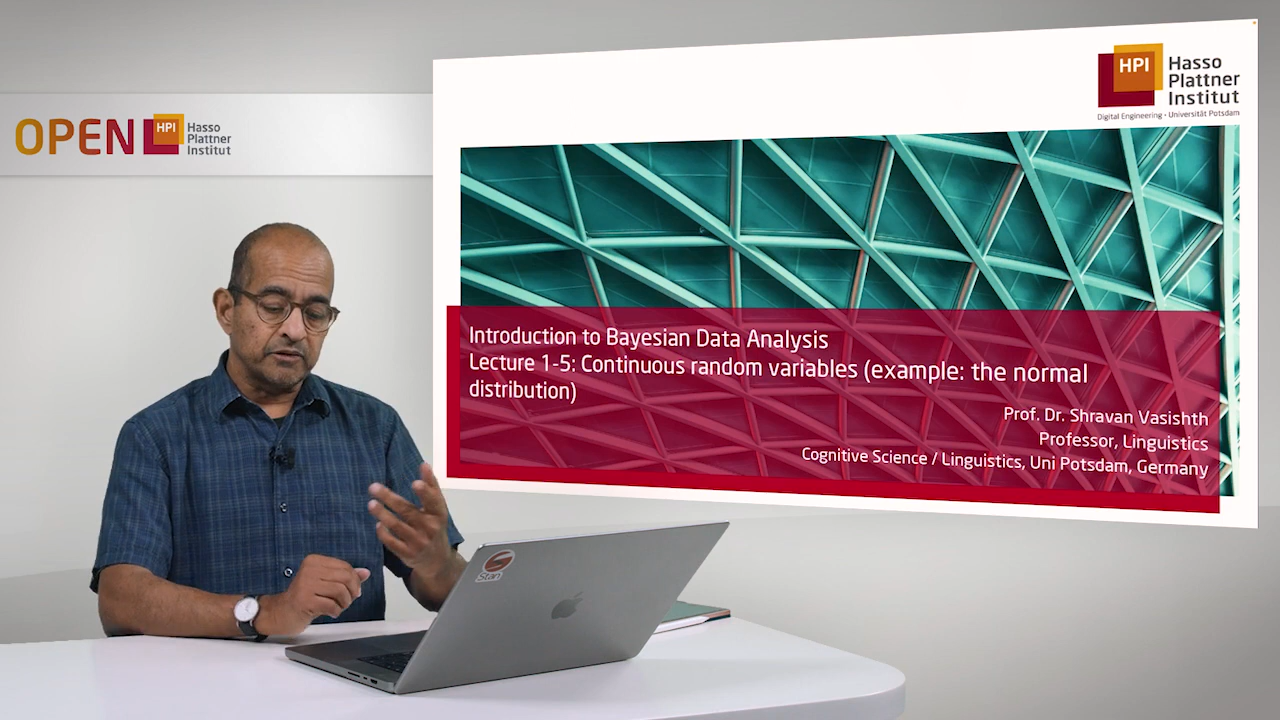 OPEN
HPI
Hasso
Plattner
Institut
HPI
Hasso
Plattner
Institut
Digital Engineering • Universität Potsdam
Introduction to Bayesian Data Analysis
Lecture 1-5: Continuous random variables (example: the normal
distribution)
Prof. Dr. Shravan Vasishth
Professor, Linguistics
Cognitive Science / Linguistics, Uni Potsdam, Germany
Stan